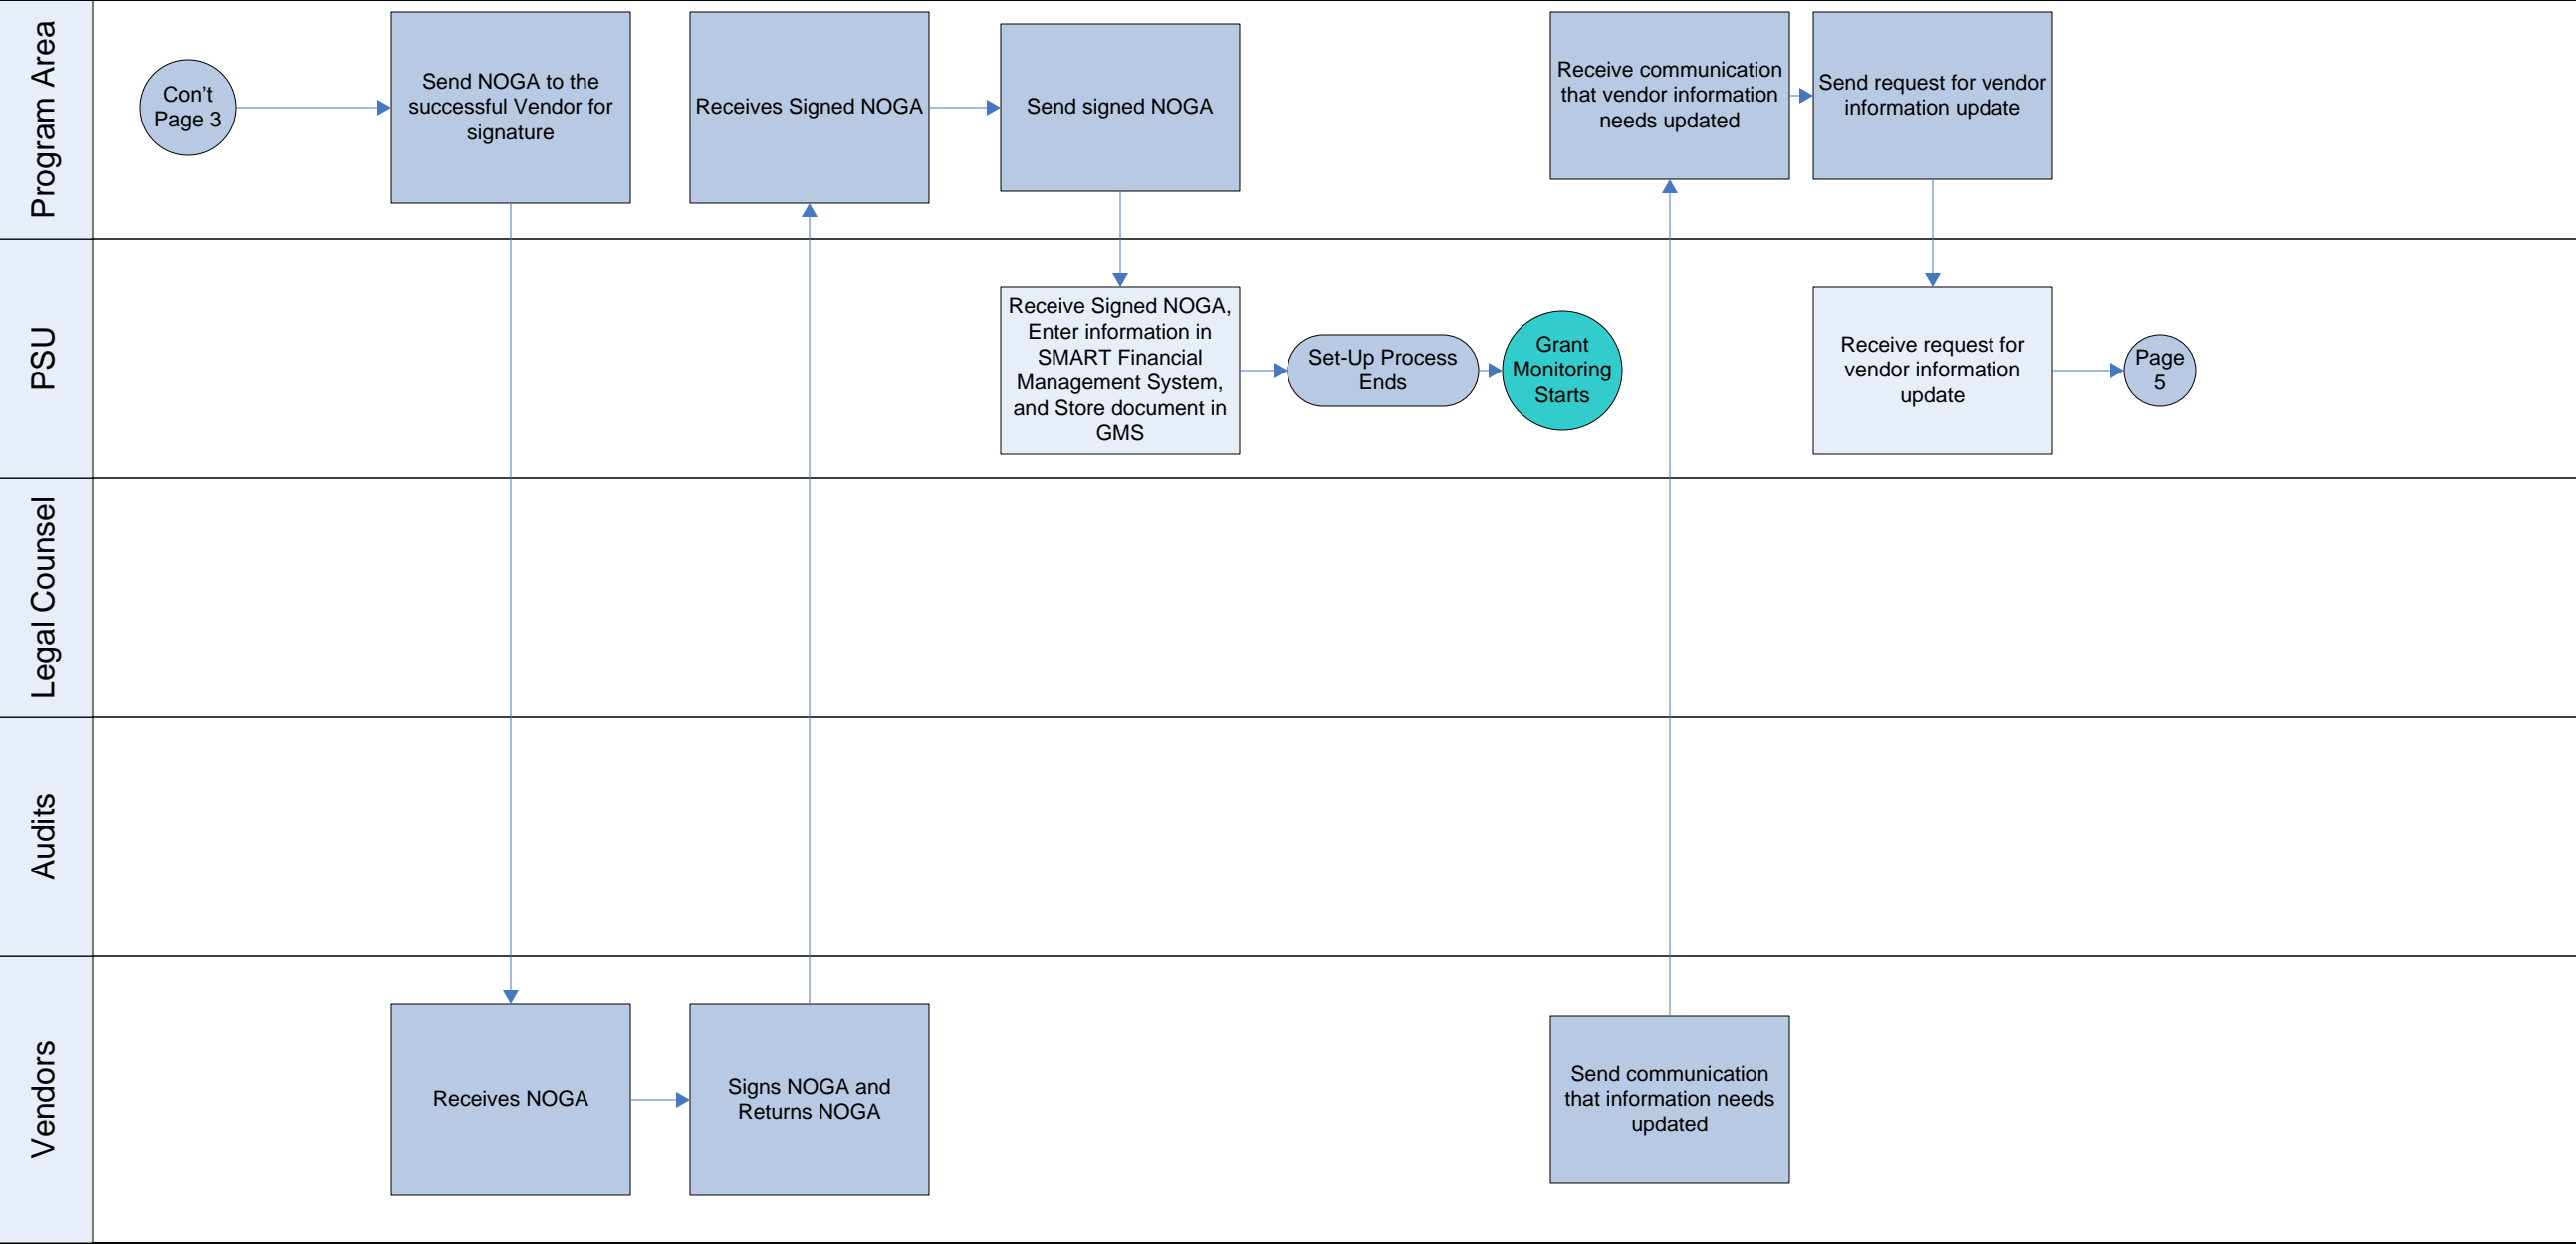 Program Area
Con't
Page 3
Send NOGA to the
successful Vendor for
signature
Receives Signed NOGA
Send signed NOGA
Receive communication
that vendor information
needs updated
Send request for vendor
information update
PSU
Receive Signed NOGA,
Enter information in
SMART Financial
Management System,
and Store document in
GMS
Set-Up Process
Ends
Grant
Monitoring
Starts
Receive request for
vendor information
update
Page
5
Legal Counsel
Audits
Vendors
Receives NOGA
Signs NOGA and
Returns NOGA
Send communication
that information needs
updated